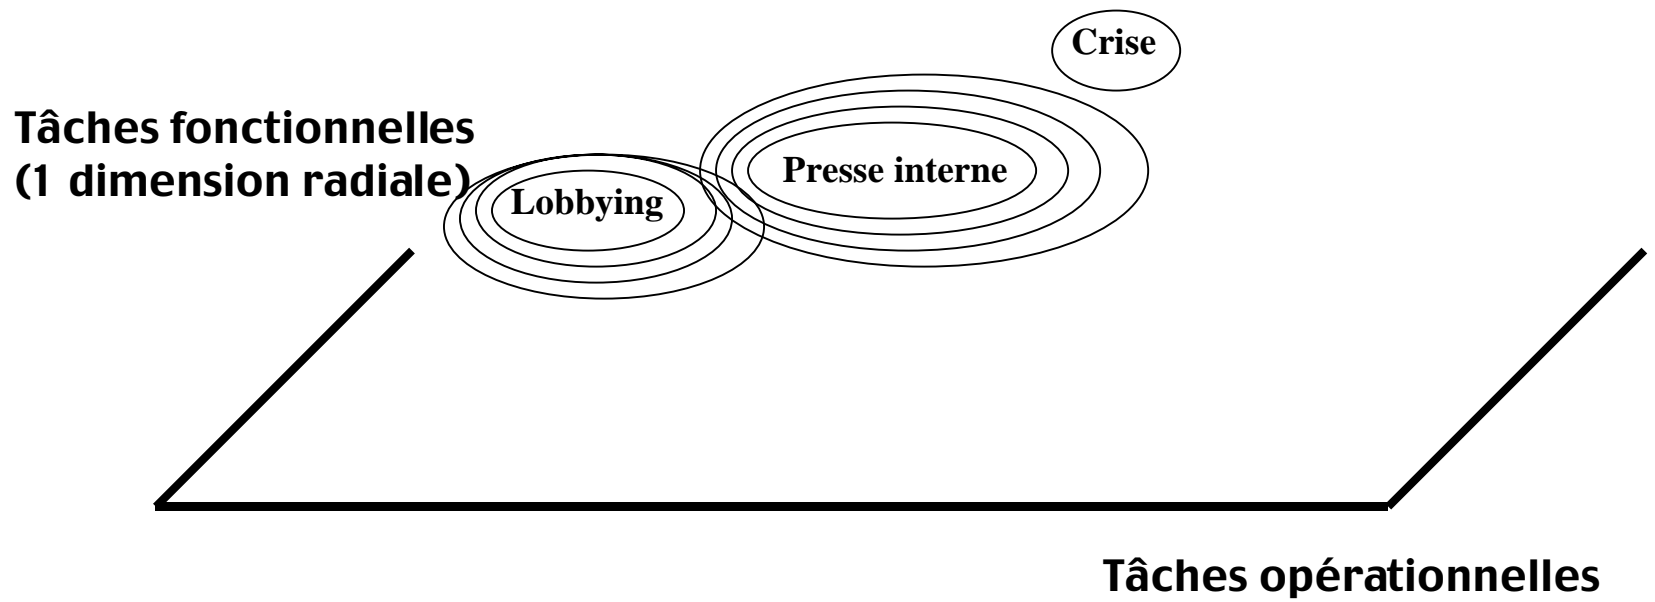 Crise
Tâches fonctionnelles
(1 dimension radiale)
Presse interne
Lobbying
Tâches opérationnelles